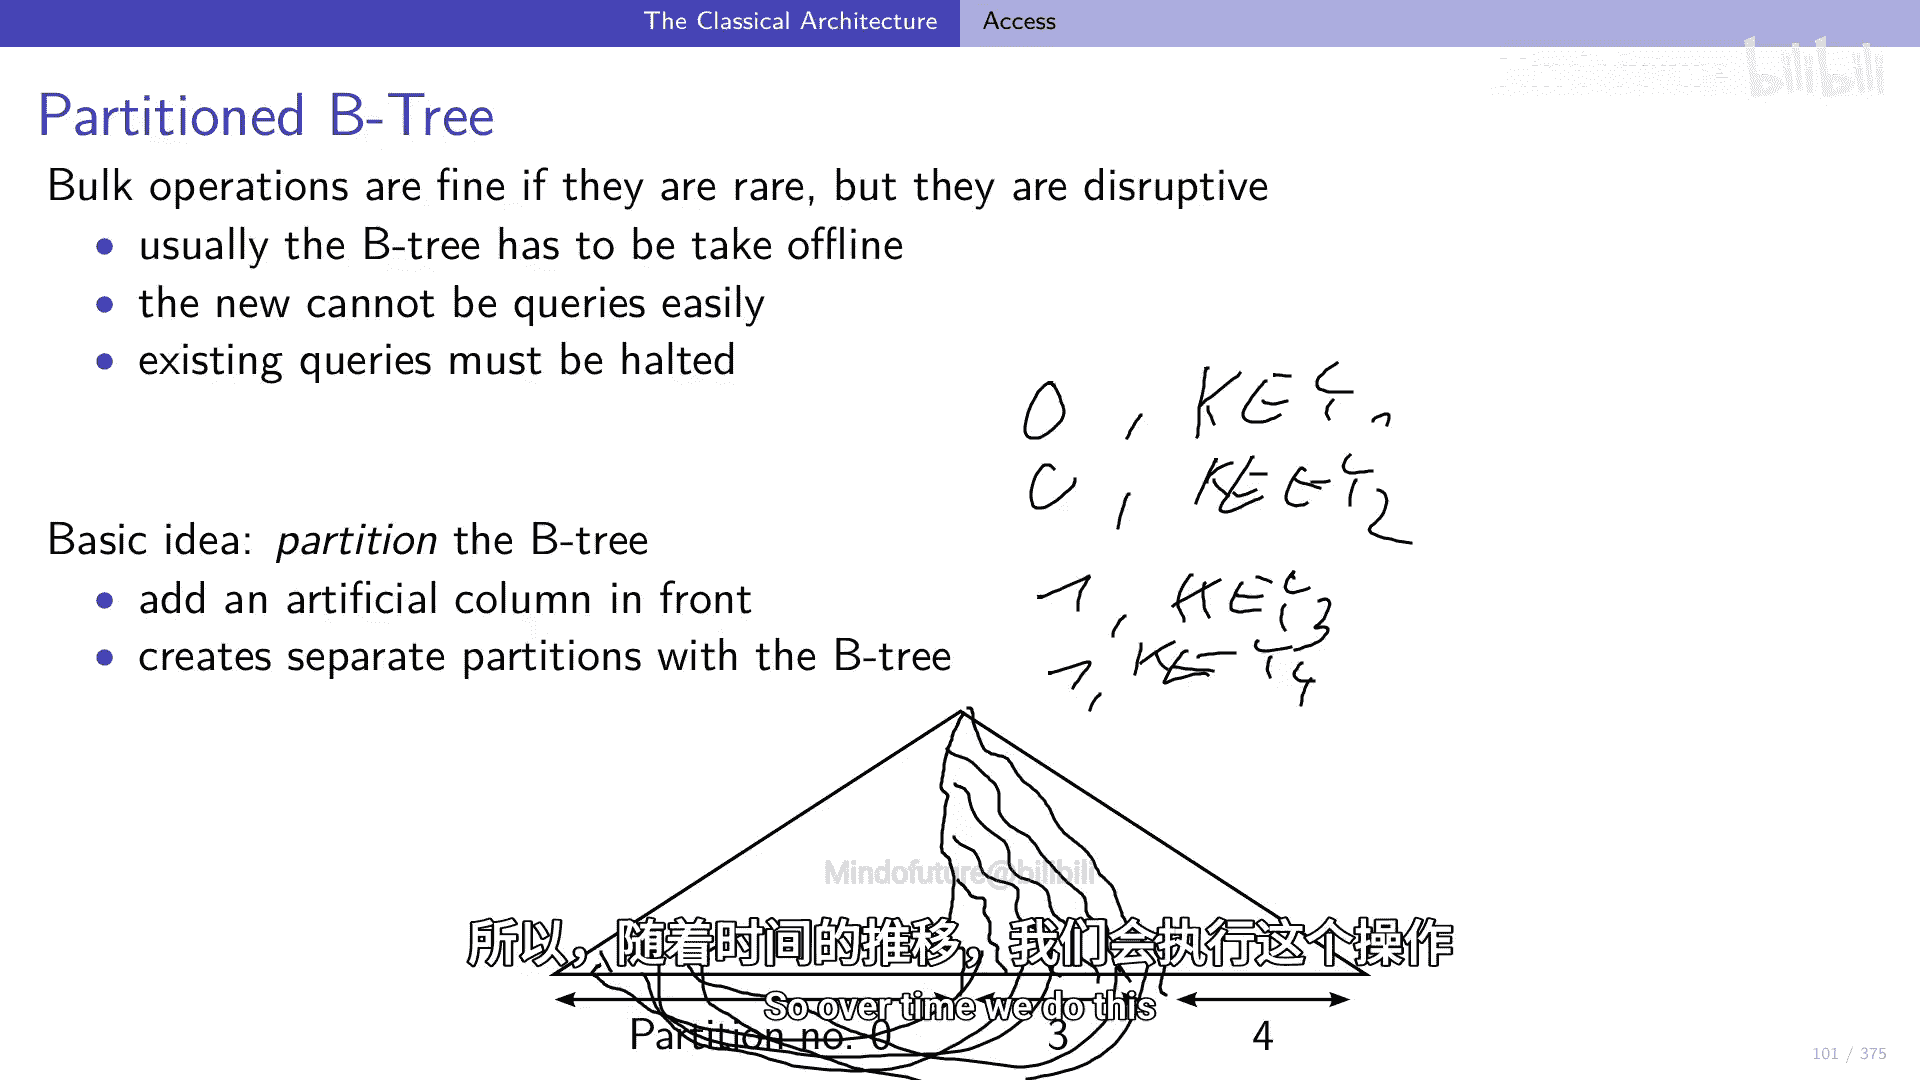 The Classical Architecture Access
bilibili
Partitioned B-Tree
Bulk operations are fine if they are rare, but they are disruptive
• usually the B-tree has to be take offline
• the new cannot be queries easily
• existing queries must be halted
0, KEY1
0, KEEY2
Basic idea: partition the B-tree
• add an artificial column in front
1, KEY3
• creates separate partitions with the B-tree
1, KEY4
Mindofuture@bilibili
所以，随着时间的推移，我们会执行这个操作
So over time we do this
Partition no. 0 3 4
101 / 375